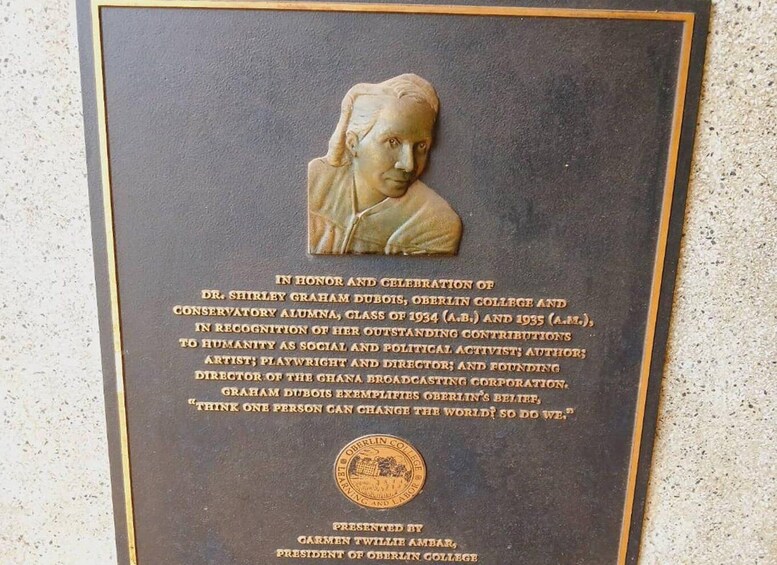 IN HONOR AND CELEBRATION OF
DR. SHIRLEY GRAHAM DUBOIS, OBERLIN COLLEGE AND
CONSERVATORY ALUMNA, CLASS OF 1934 (A.B.) AND 1935 (A.M.),
IN RECOGNITION OF HER OUTSTANDING CONTRIBUTIONS
TO HUMANITY AS SOCIAL AND POLITICAL ACTIVIST; AUTHOR;
ARTIST; PLAYWRIGHT AND DIRECTOR; AND FOUNDING
DIRECTOR OF THE GHANA BROADCASTING CORPORATION.
GRAHAM DUBOIS EXEMPLIFIES OBERLIN'S BELIEF,
“THINK ONE PERSON CAN CHANGE THE WORLD? SO DO WE.”
OBERLIN COLLEGE
LEARNING AND LABOR
PRESENTED BY
CARMEN TWILLIE AMBAR,
PRESIDENT OF OBERLIN COLLEGE